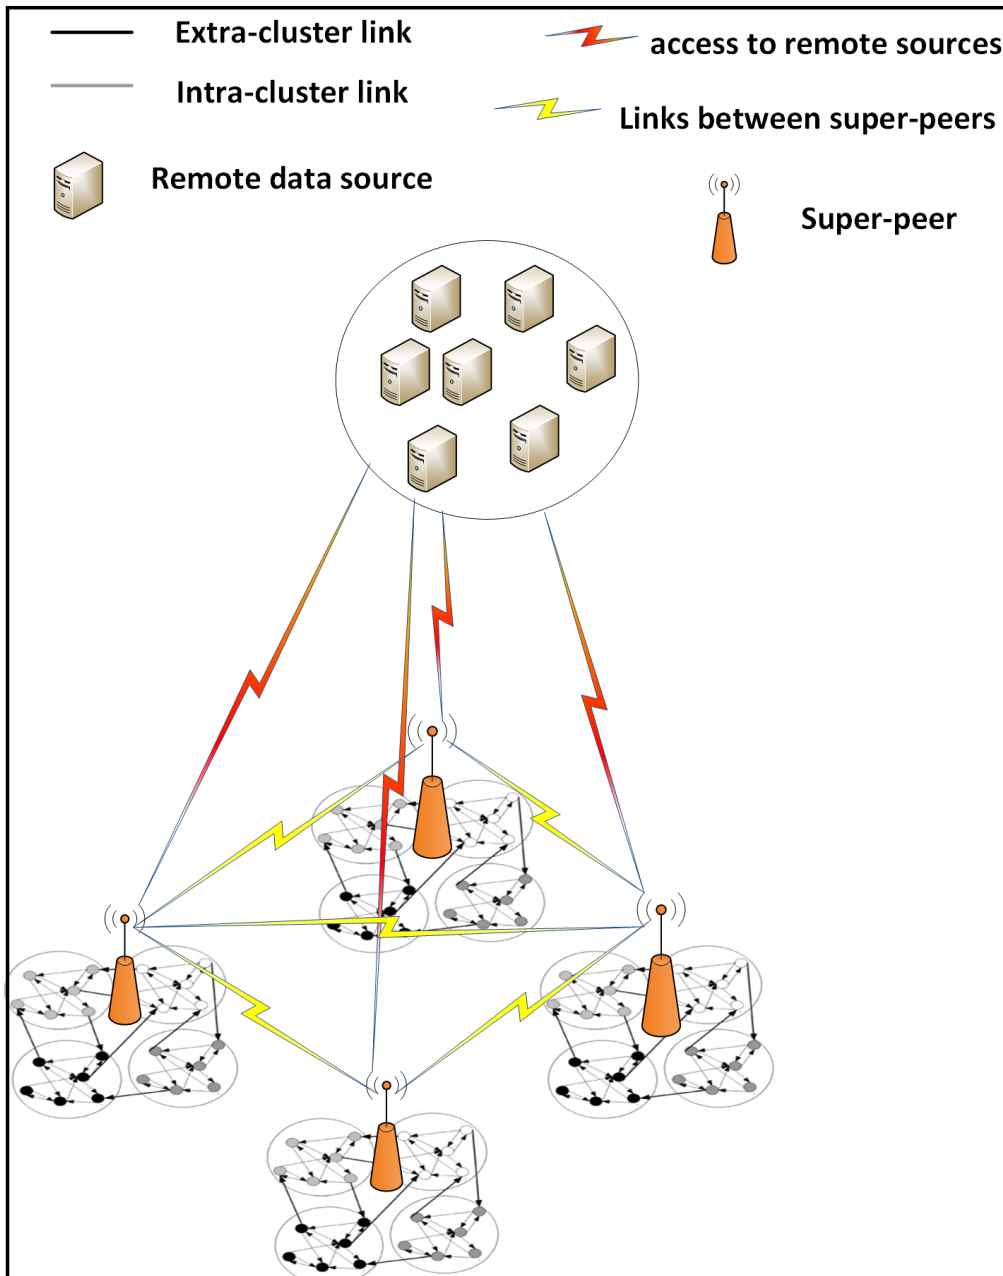 Extra-cluster link
access to remote sources
Intra-cluster link
Links between super-peers
Remote data source
Super-peer